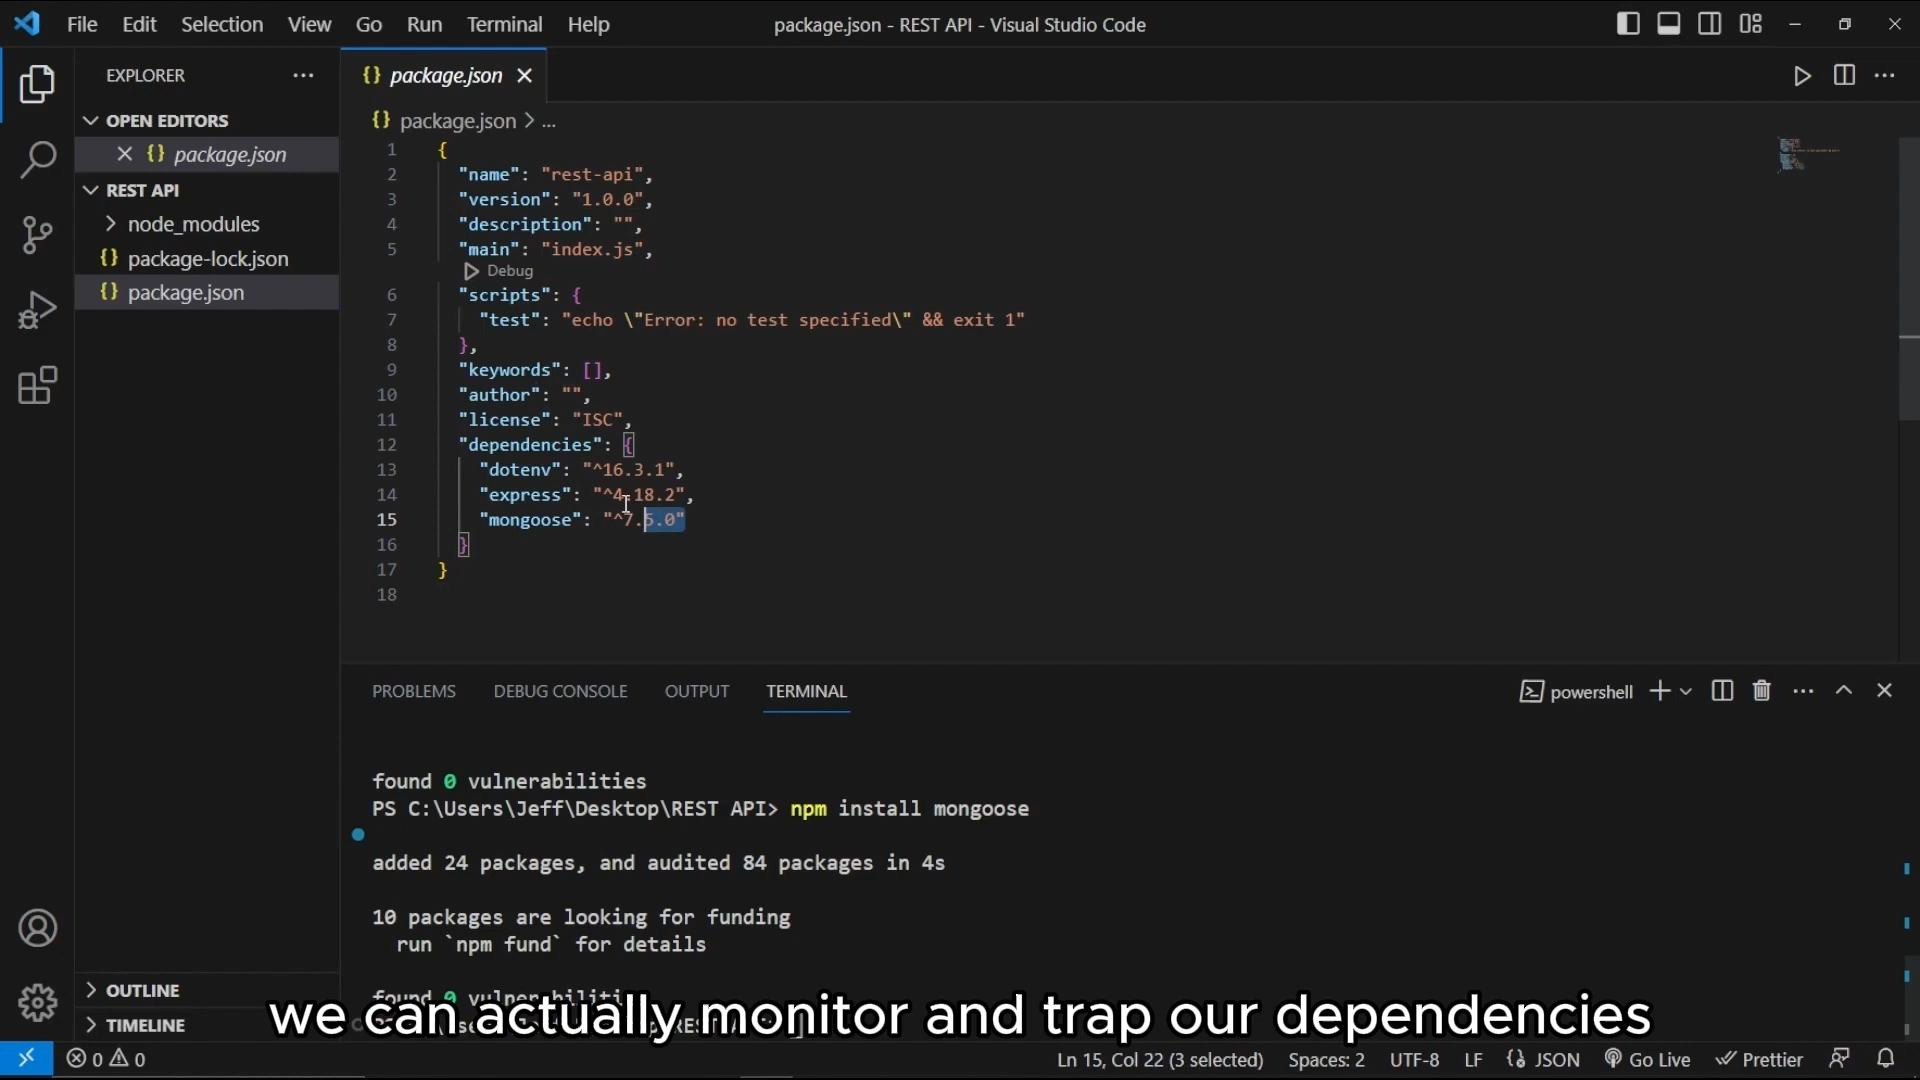 File Edit Selection View Go Run Terminal Help
package.json - REST API - Visual Studio Code
EXPLORER
OPEN EDITORS
package.json
REST API
node_modules
package-lock.json
package.json
OUTLINE
TIMELINE
package.json
package.json > ...
1 {
2 "name": "rest-api",
3 "version": "1.0.0",
4 "description": "",
5 "main": "index.js",
Debug
6 "scripts": {
7 "test": "echo \"Error: no test specified\" && exit 1"
8 },
9 "keywords": [],
10 "author": "",
11 "license": "ISC",
12 "dependencies": {
13 "dotenv": "^16.3.1",
14 "express": "^4.18.2",
15 "mongoose": "^7.5.0"
16 }
17 }
18
PROBLEMS DEBUG CONSOLE OUTPUT TERMINAL
powershell
found 0 vulnerabilities
PS C:\Users\Jeff\Desktop\REST API> npm install mongoose
added 24 packages, and audited 84 packages in 4s
10 packages are looking for funding
run `npm fund` for details
found 0 vulnerabiliti
we can actually monitor and trap our dependencies
0 0
Ln 15, Col 22 (3 selected) Spaces: 2 UTF-8 LF JSON Go Live Prettier